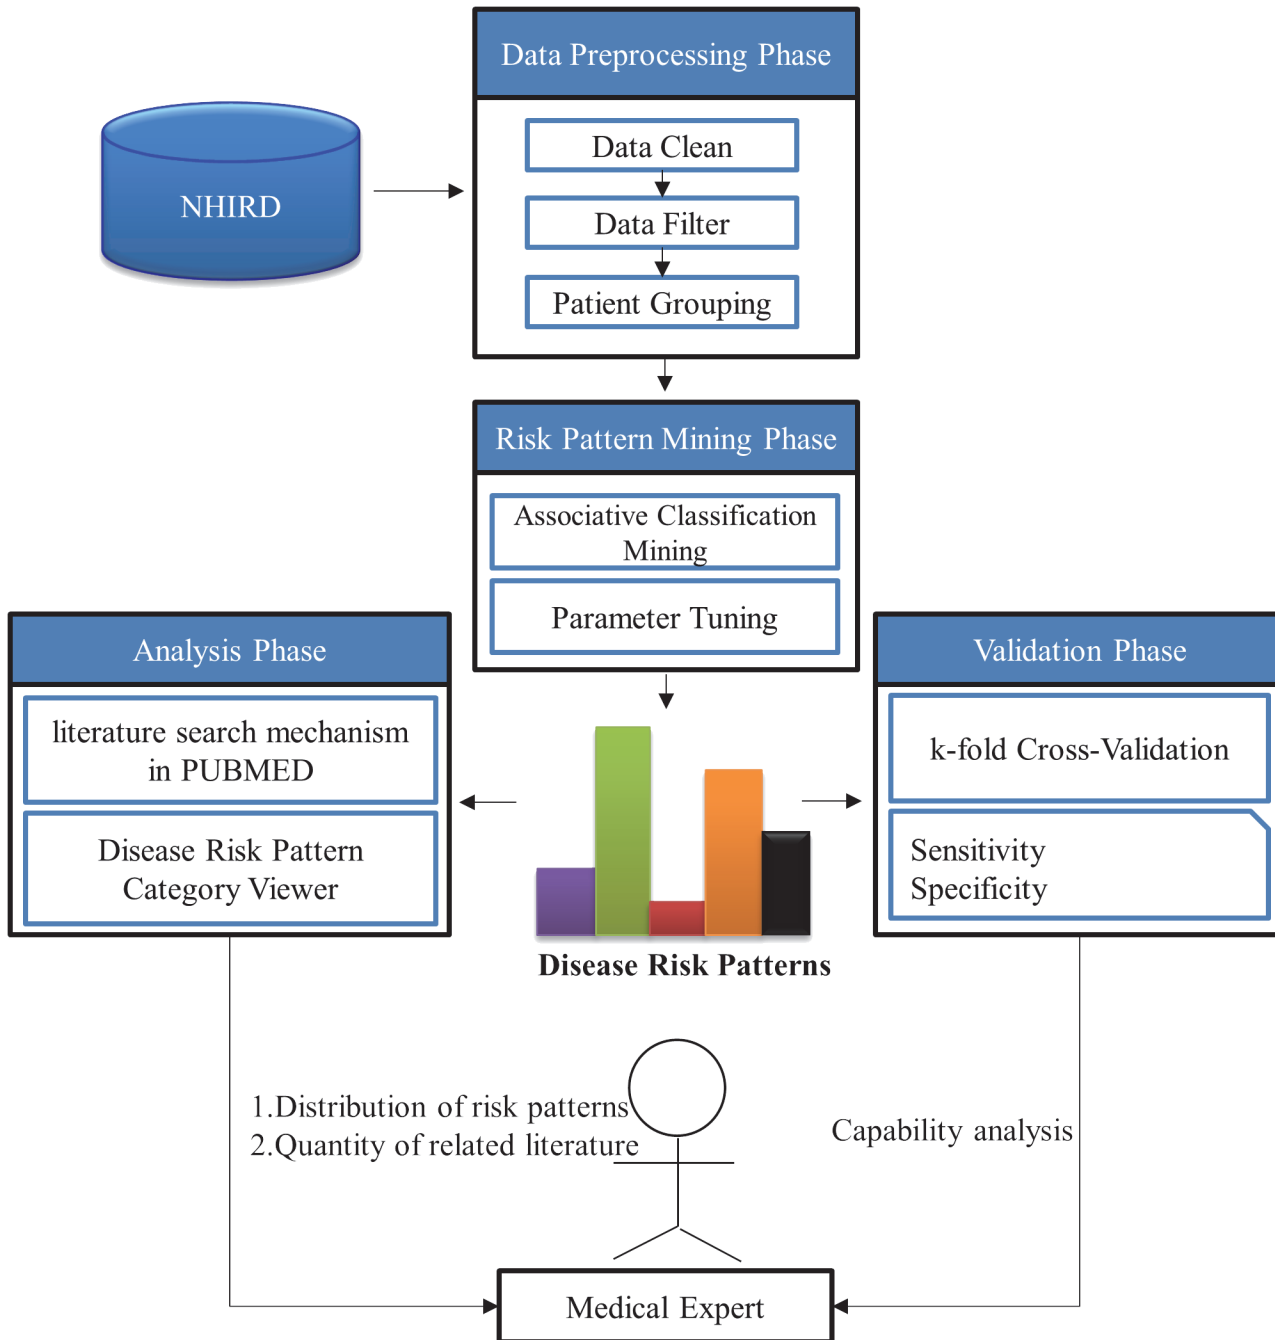 Data Preprocessing Phase
NHIRD
Data Clean
Data Filter
Patient Grouping
Risk Pattern Mining Phase
Associative Classification
Mining
Parameter Tuning
Analysis Phase
literature search mechanism
in PUBMED
Disease Risk Pattern
Category Viewer
Validation Phase
k-fold Cross-Validation
Sensitivity
Specificity
Disease Risk Patterns
1.Distribution of risk patterns
2.Quantity of related literature
Capability analysis
Medical Expert